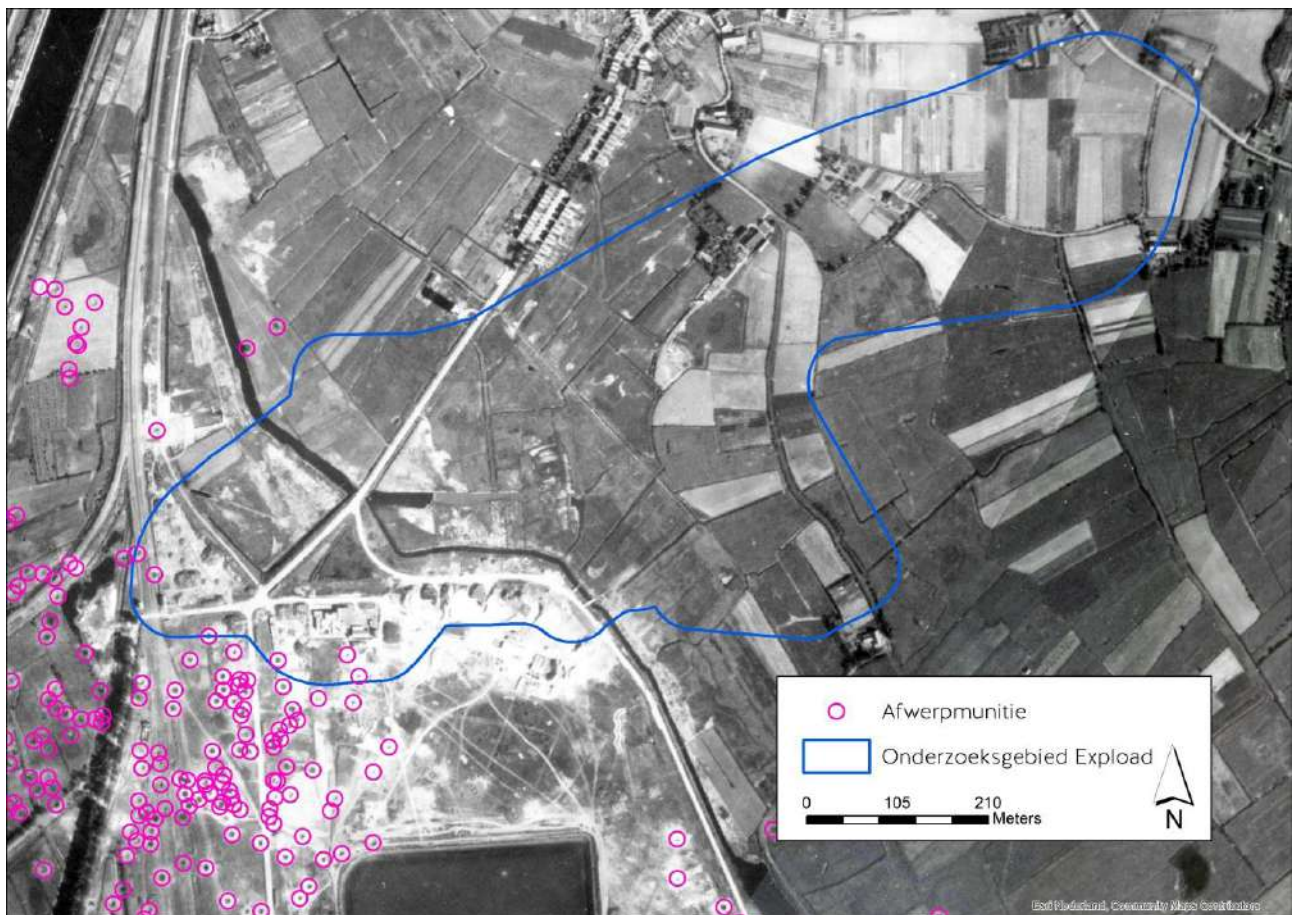 Afwerpmunitie
Onderzoeksgebied Expload
0 105 210
Meters
N
Esri Nederland, Community Maps Contributors